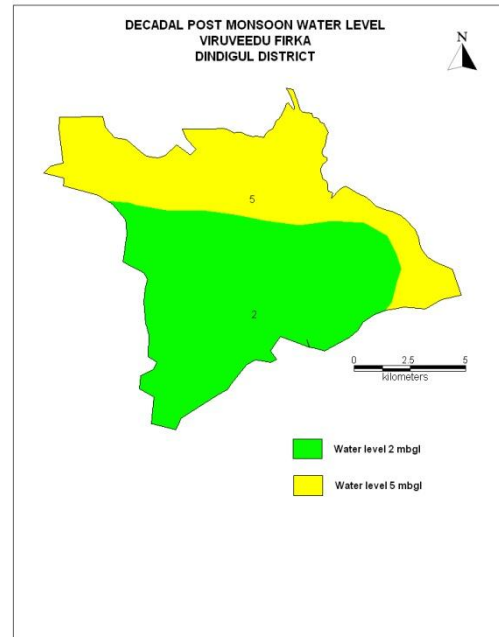 DECADAL POST MONSOON WATER LEVEL
VIRUVEEDU FIRKA
DINDIGUL DISTRICT
N
5
2
0 2.5 5
kilometers
Water level 2 mbgl
Water level 5 mbgl